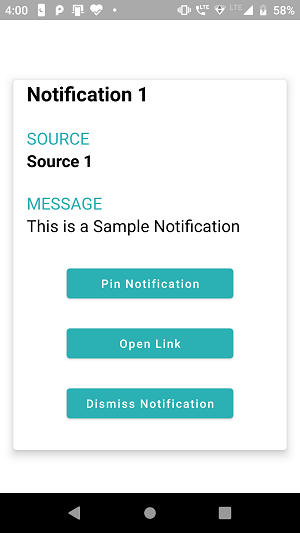 4:00 LTE LTE 58%
Notification 1
SOURCE
Source 1
MESSAGE
This is a Sample Notification
Pin Notification
Open Link
Dismiss Notification